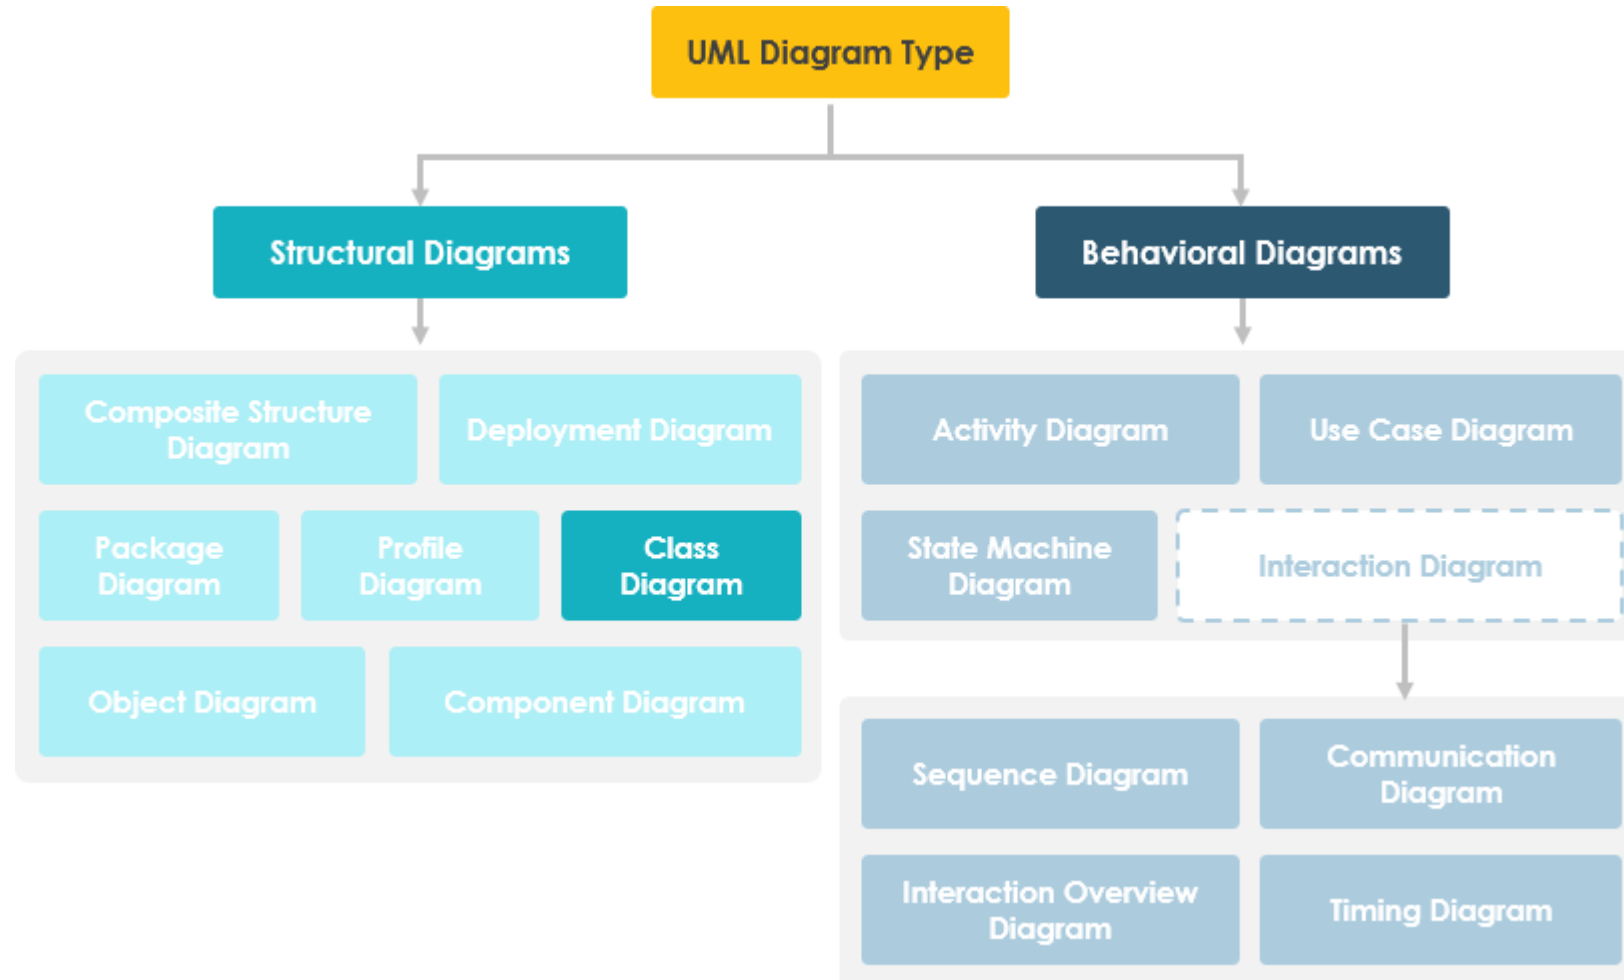 UML Diagram Type
Structural Diagrams
Behavioral Diagrams
Composite Structure
Diagram
Deployment Diagram
Package
Diagram
Profile
Diagram
Class
Diagram
Object Diagram
Component Diagram
Activity Diagram
Use Case Diagram
State Machine
Diagram
Interaction Diagram
Sequence Diagram
Communication
Diagram
Interaction Overview
Diagram
Timing Diagram